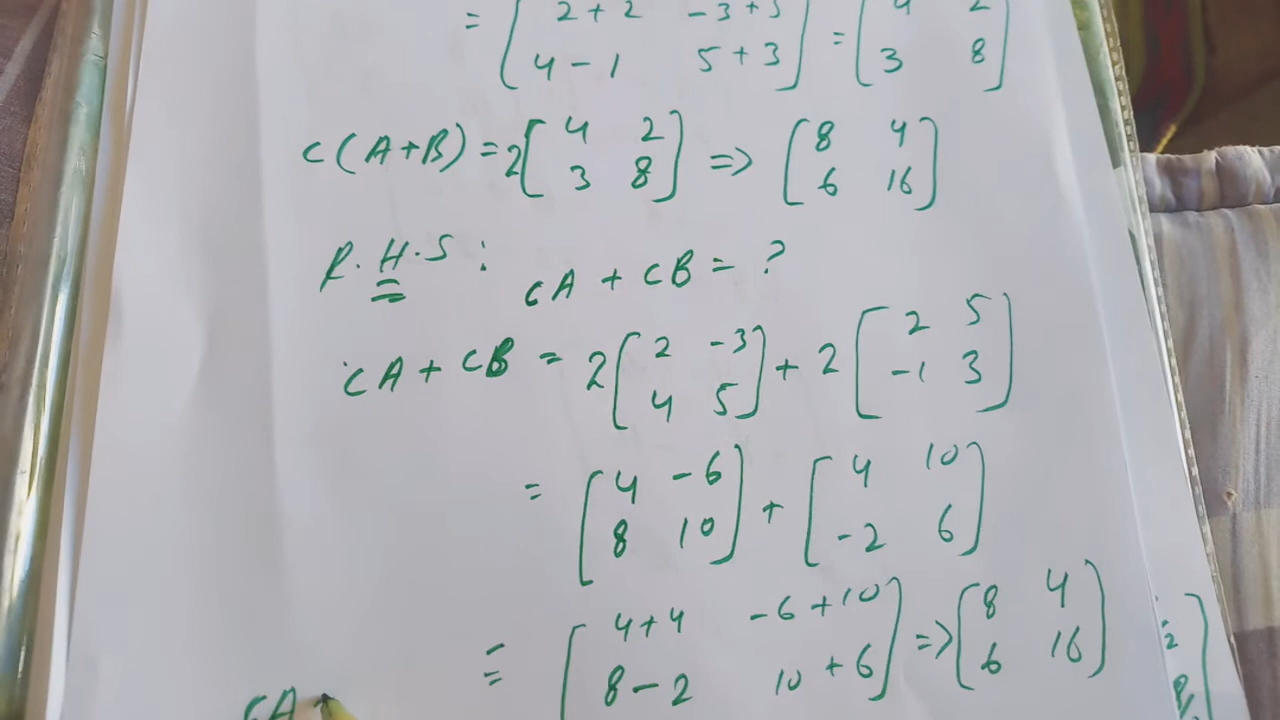 = [2+2 -3+5] = [4 2]
[4-1 5+3] [3 8]
C(A+B) = 2[4 2] => [8 4]
[3 8] [6 16]
R.H.S: CA + CB = ?
CA + CB = 2[2 -3] + 2[2 5]
[4 5] [-1 3]
= [4 -6] + [4 10]
[8 10] [-2 6]
= [4+4 -6+10] => [8 4]
[8-2 10+6] [6 16]
CA +